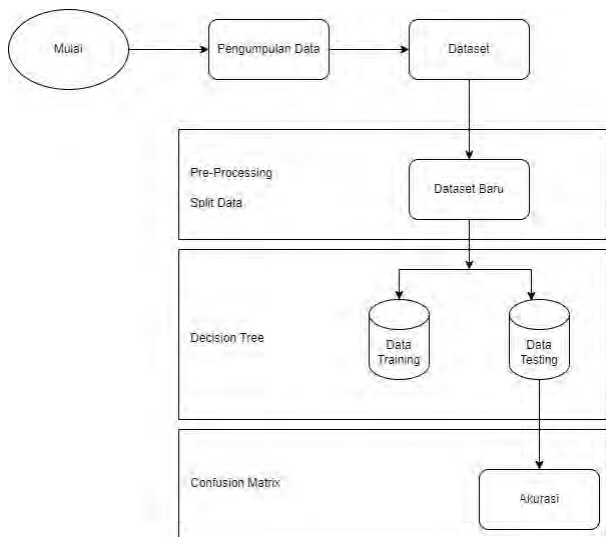 Mulai
Pengumpulan Data
Dataset
Pre-Processing
Split Data
Dataset Baru
Decision Tree
Data
Training
Data
Testing
Confusion Matrix
Akurasi